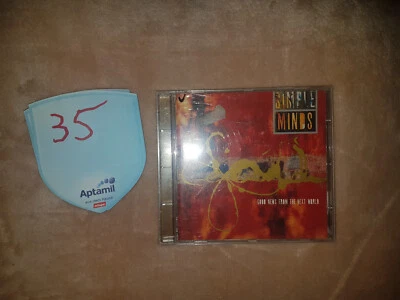 35
Aptamil
SIMPLE
MINDS
GOOD NEWS FROM THE NEXT WORLD